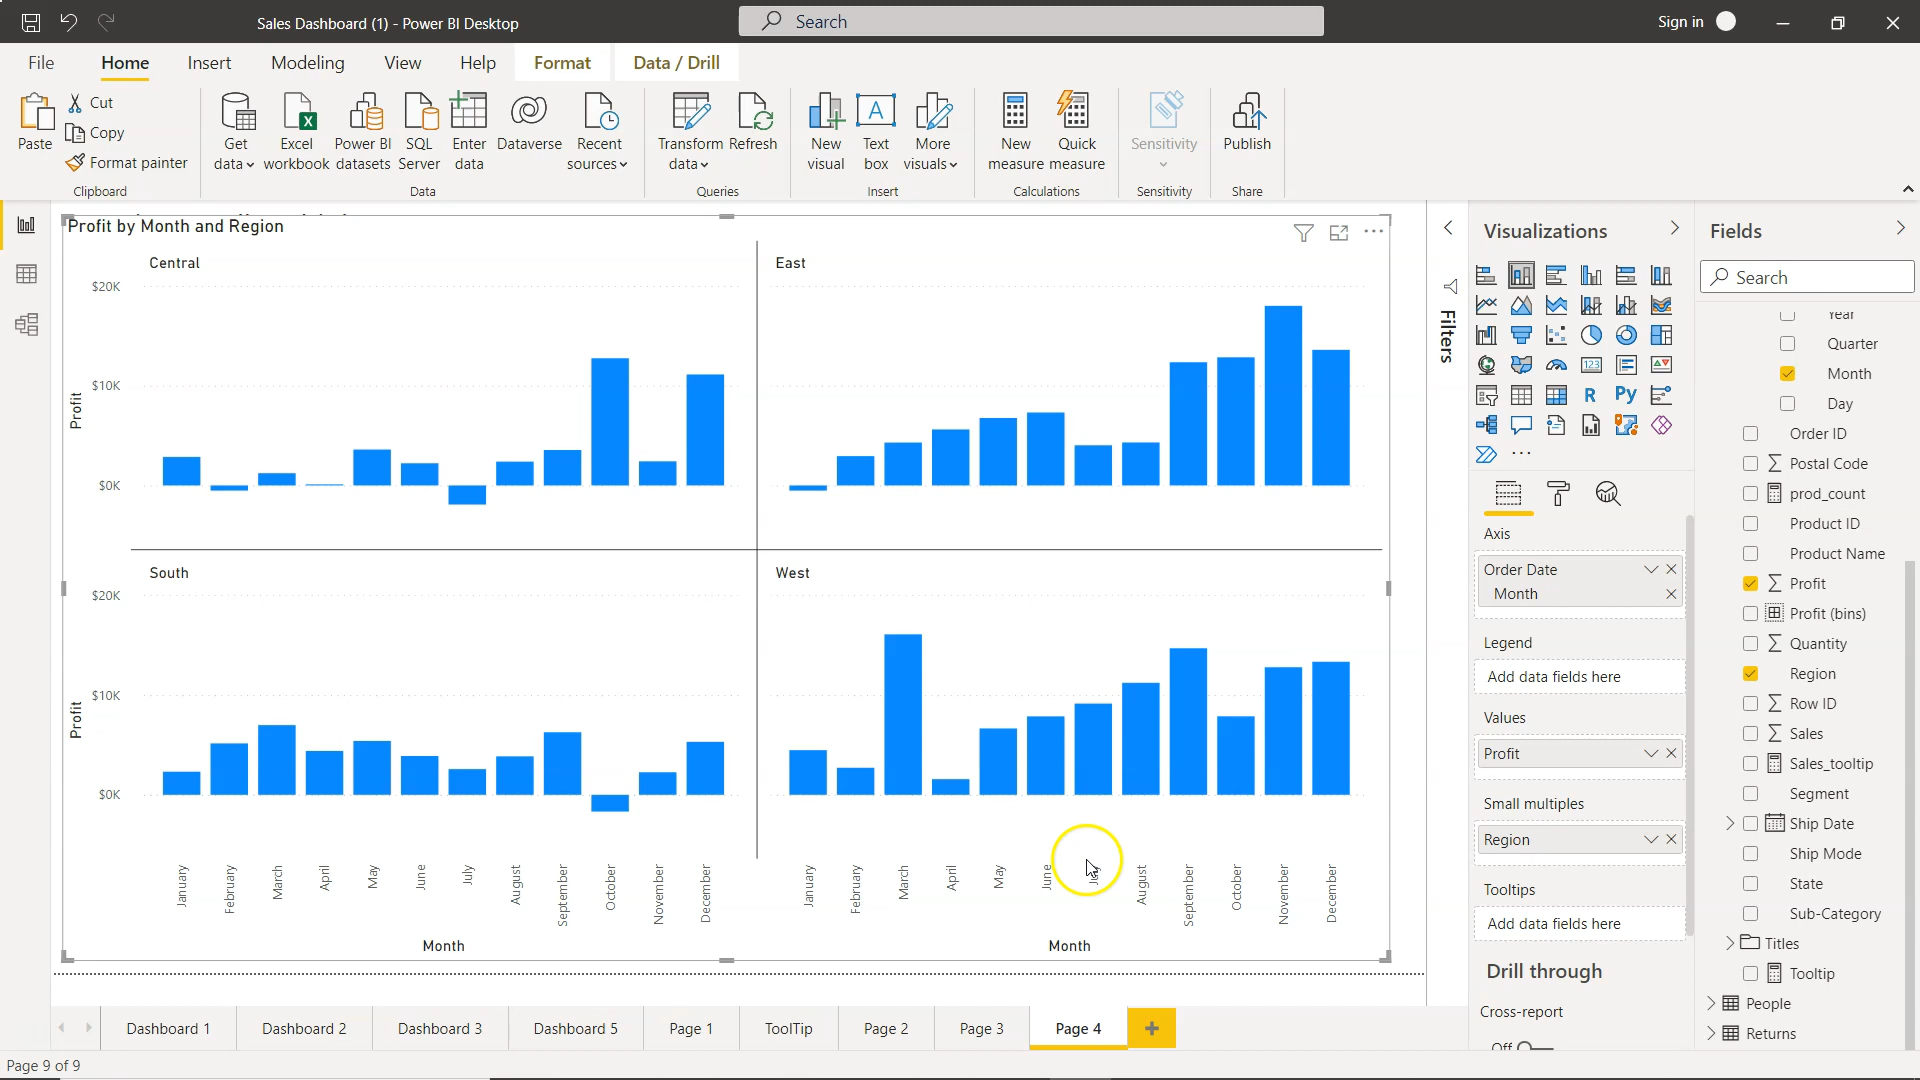 Sales Dashboard (1) - Power BI Desktop
Search
Sign in
File
Home
Insert
Modeling
View
Help
Format
Data / Drill
Paste
Cut
Copy
Format painter
Clipboard
Get data
Excel workbook
Power BI datasets
SQL Server
Enter data
Dataverse
Recent sources
Data
Transform data
Refresh
Queries
New visual
Text box
More visuals
Insert
New measure
Quick measure
Calculations
Sensitivity
Sensitivity
Publish
Share
Profit by Month and Region
Central
East
$20K
$10K
$0K
Profit
South
West
$20K
$10K
$0K
Profit
January
February
March
April
May
June
July
August
September
October
November
December
January
February
March
April
May
June
August
September
October
November
December
Month
Month
Dashboard 1
Dashboard 2
Dashboard 3
Dashboard 5
Page 1
ToolTip
Page 2
Page 3
Page 4
Page 9 of 9
Filters
Visualizations
123
R
Py
Axis
Order Date
Month
Legend
Add data fields here
Values
Profit
Small multiples
Region
Tooltips
Add data fields here
Drill through
Cross-report
Off
Fields
Search
Year
Quarter
Month
Day
Order ID
Postal Code
prod_count
Product ID
Product Name
Profit
Profit (bins)
Quantity
Region
Row ID
Sales
Sales_tooltip
Segment
Ship Date
Ship Mode
State
Sub-Category
Titles
Tooltip
People
Returns